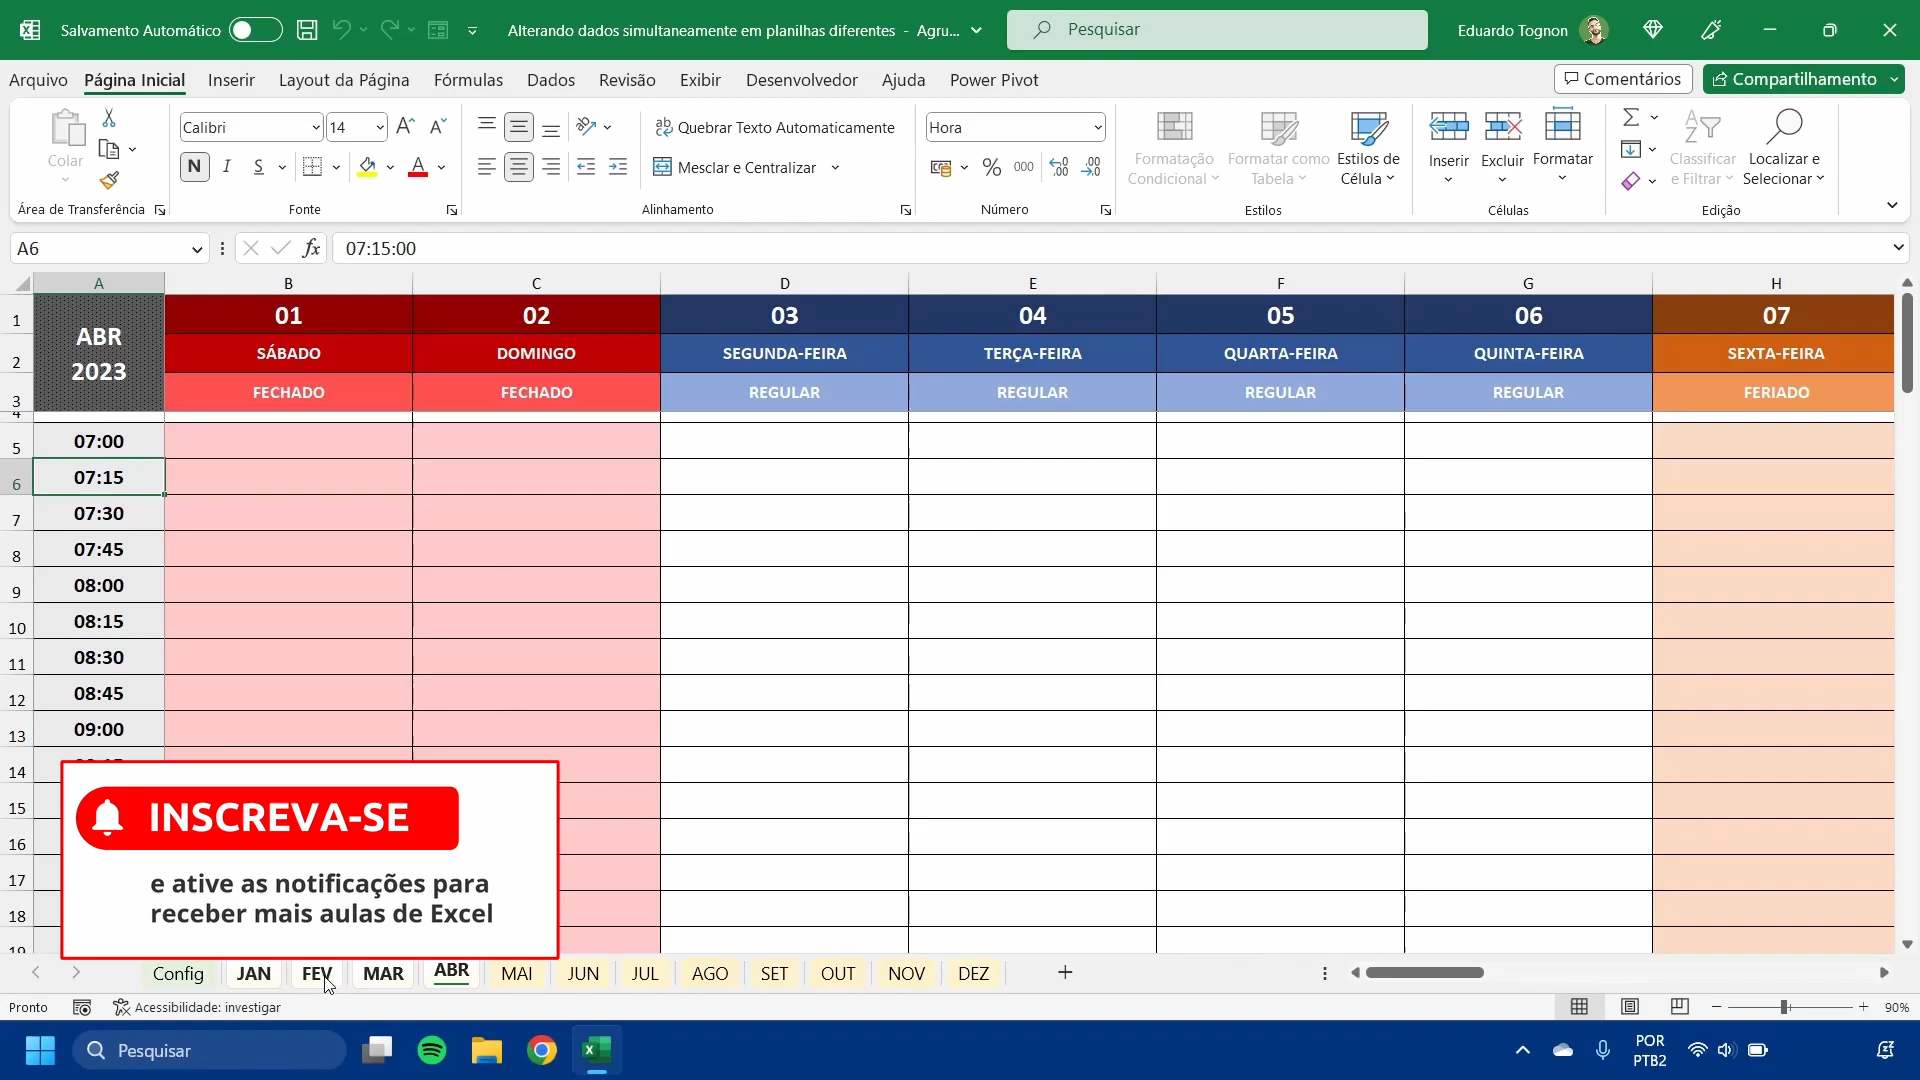 Salvamento Automático
Alterando dados simultaneamente em planilhas diferentes - Agru...
Pesquisar
Eduardo Tognon
Arquivo Página Inicial Inserir Layout da Página Fórmulas Dados Revisão Exibir Desenvolvedor Ajuda Power Pivot
Comentários
Compartilhamento
Colar
Área de Transferência
Calibri 14
N I S A
Fonte
Quebrar Texto Automaticamente
Mesclar e Centralizar
Alinhamento
Hora
% 000
Número
Formatação Condicional
Formatar como Tabela
Estilos de Célula
Estilos
Inserir Excluir Formatar
Células
Classificar e Filtrar
Localizar e Selecionar
Edição
A6 fx 07:15:00
A B C D E F G H
1 ABR 2023 01 02 03 04 05 06 07
2 SÁBADO DOMINGO SEGUNDA-FEIRA TERÇA-FEIRA QUARTA-FEIRA QUINTA-FEIRA SEXTA-FEIRA
3 FECHADO FECHADO REGULAR REGULAR REGULAR REGULAR FERIADO
4
5 07:00
6 07:15
7 07:30
8 07:45
9 08:00
10 08:15
11 08:30
12 08:45
13 09:00
14
15
16
17
18
19
INSCREVA-SE
e ative as notificações para
receber mais aulas de Excel
Config JAN FEV MAR ABR MAI JUN JUL AGO SET OUT NOV DEZ
Pronto Acessibilidade: investigar 90%
Pesquisar
POR
PTB2